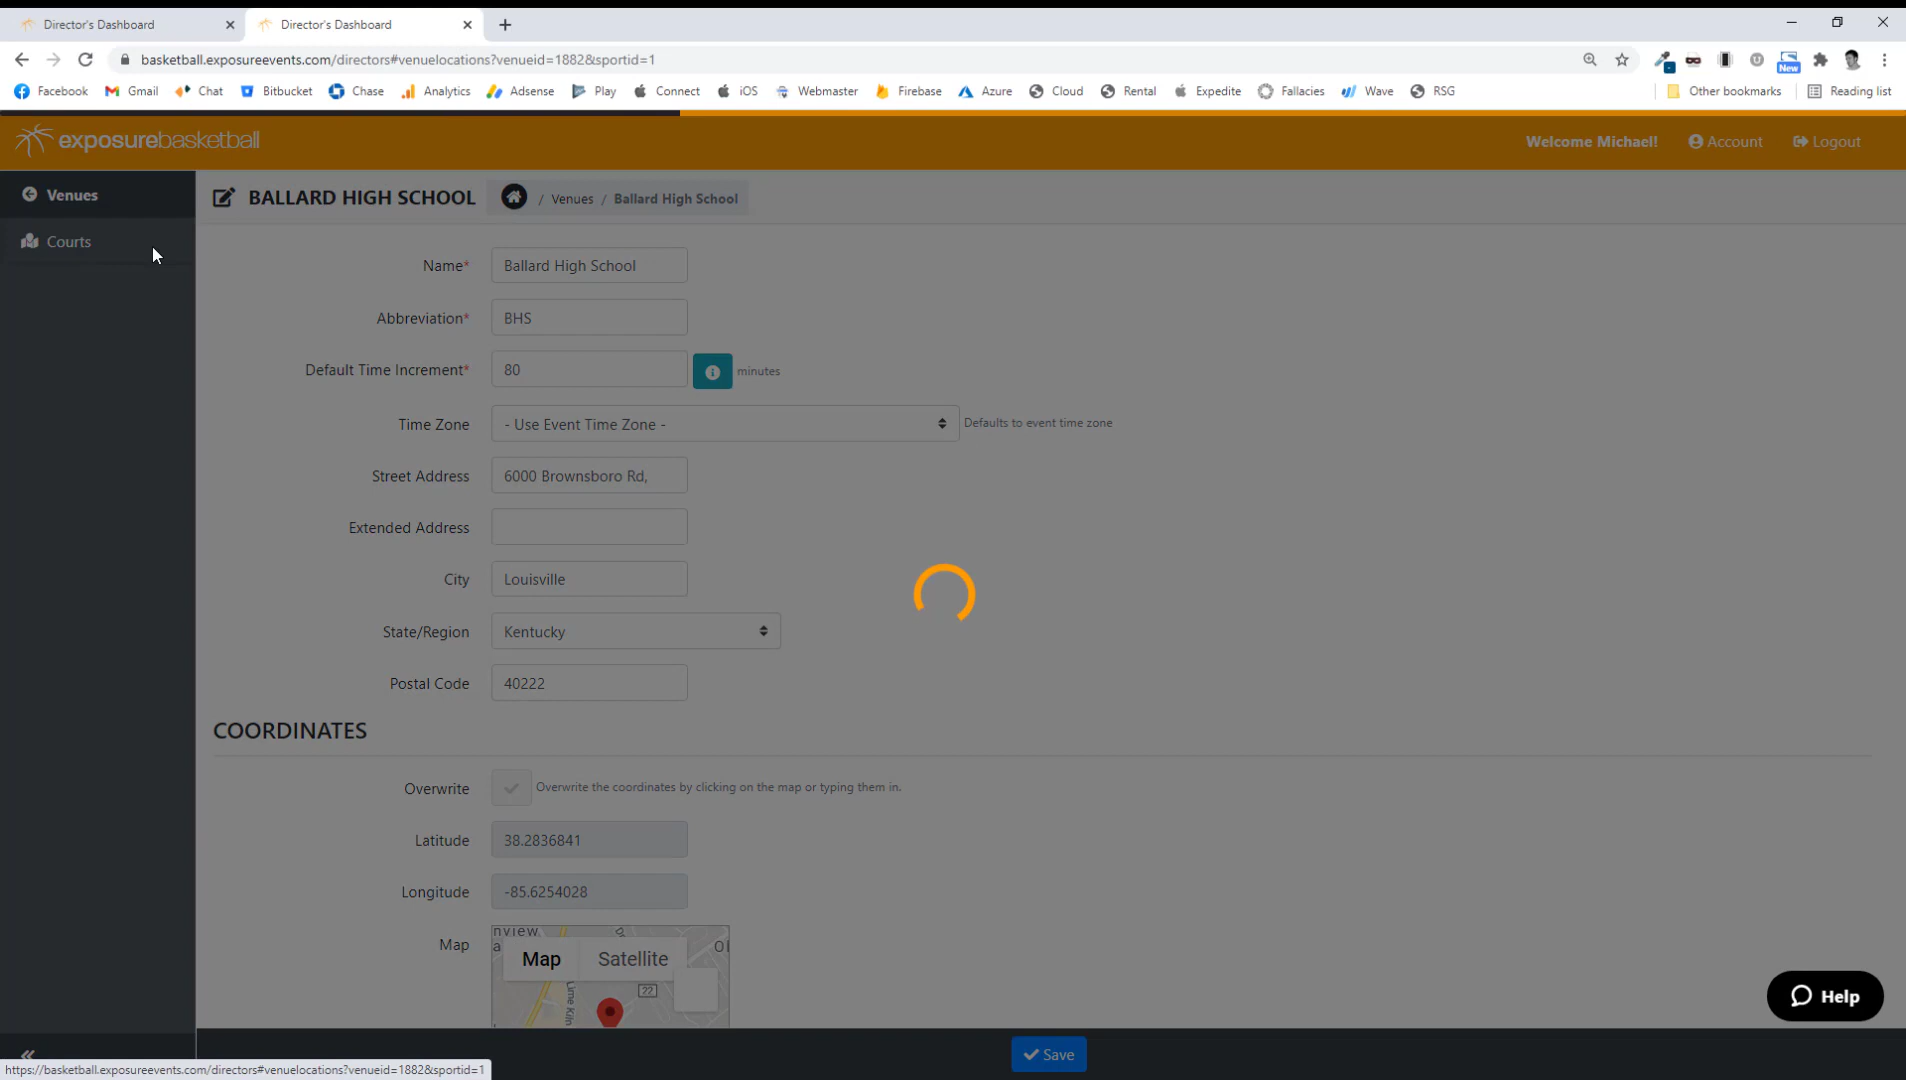 Director's Dashboard
Director's Dashboard
basketball.exposureevents.com/directors#venuelocations?venueid=1882&sportid=1
New
Facebook Gmail Chat Bitbucket Chase Analytics Adsense Play Connect iOS Webmaster Firebase Azure Cloud Rental Expedite Fallacies Wave RSG Other bookmarks Reading list
exposurebasketball
Welcome Michael! Account Logout
Venues
Courts
BALLARD HIGH SCHOOL
/ Venues / Ballard High School
Name* Ballard High School
Abbreviation* BHS
Default Time Increment* 80 minutes
Time Zone - Use Event Time Zone - Defaults to event time zone
Street Address 6000 Brownsboro Rd,
Extended Address
City Louisville
State/Region Kentucky
Postal Code 40222
COORDINATES
Overwrite Overwrite the coordinates by clicking on the map or typing them in.
Latitude 38.2836841
Longitude -85.6254028
Map
nview
Map Satellite
22
Lime Kiln
Help
Save
https://basketball.exposureevents.com/directors#venuelocations?venueid=1882&sportid=1